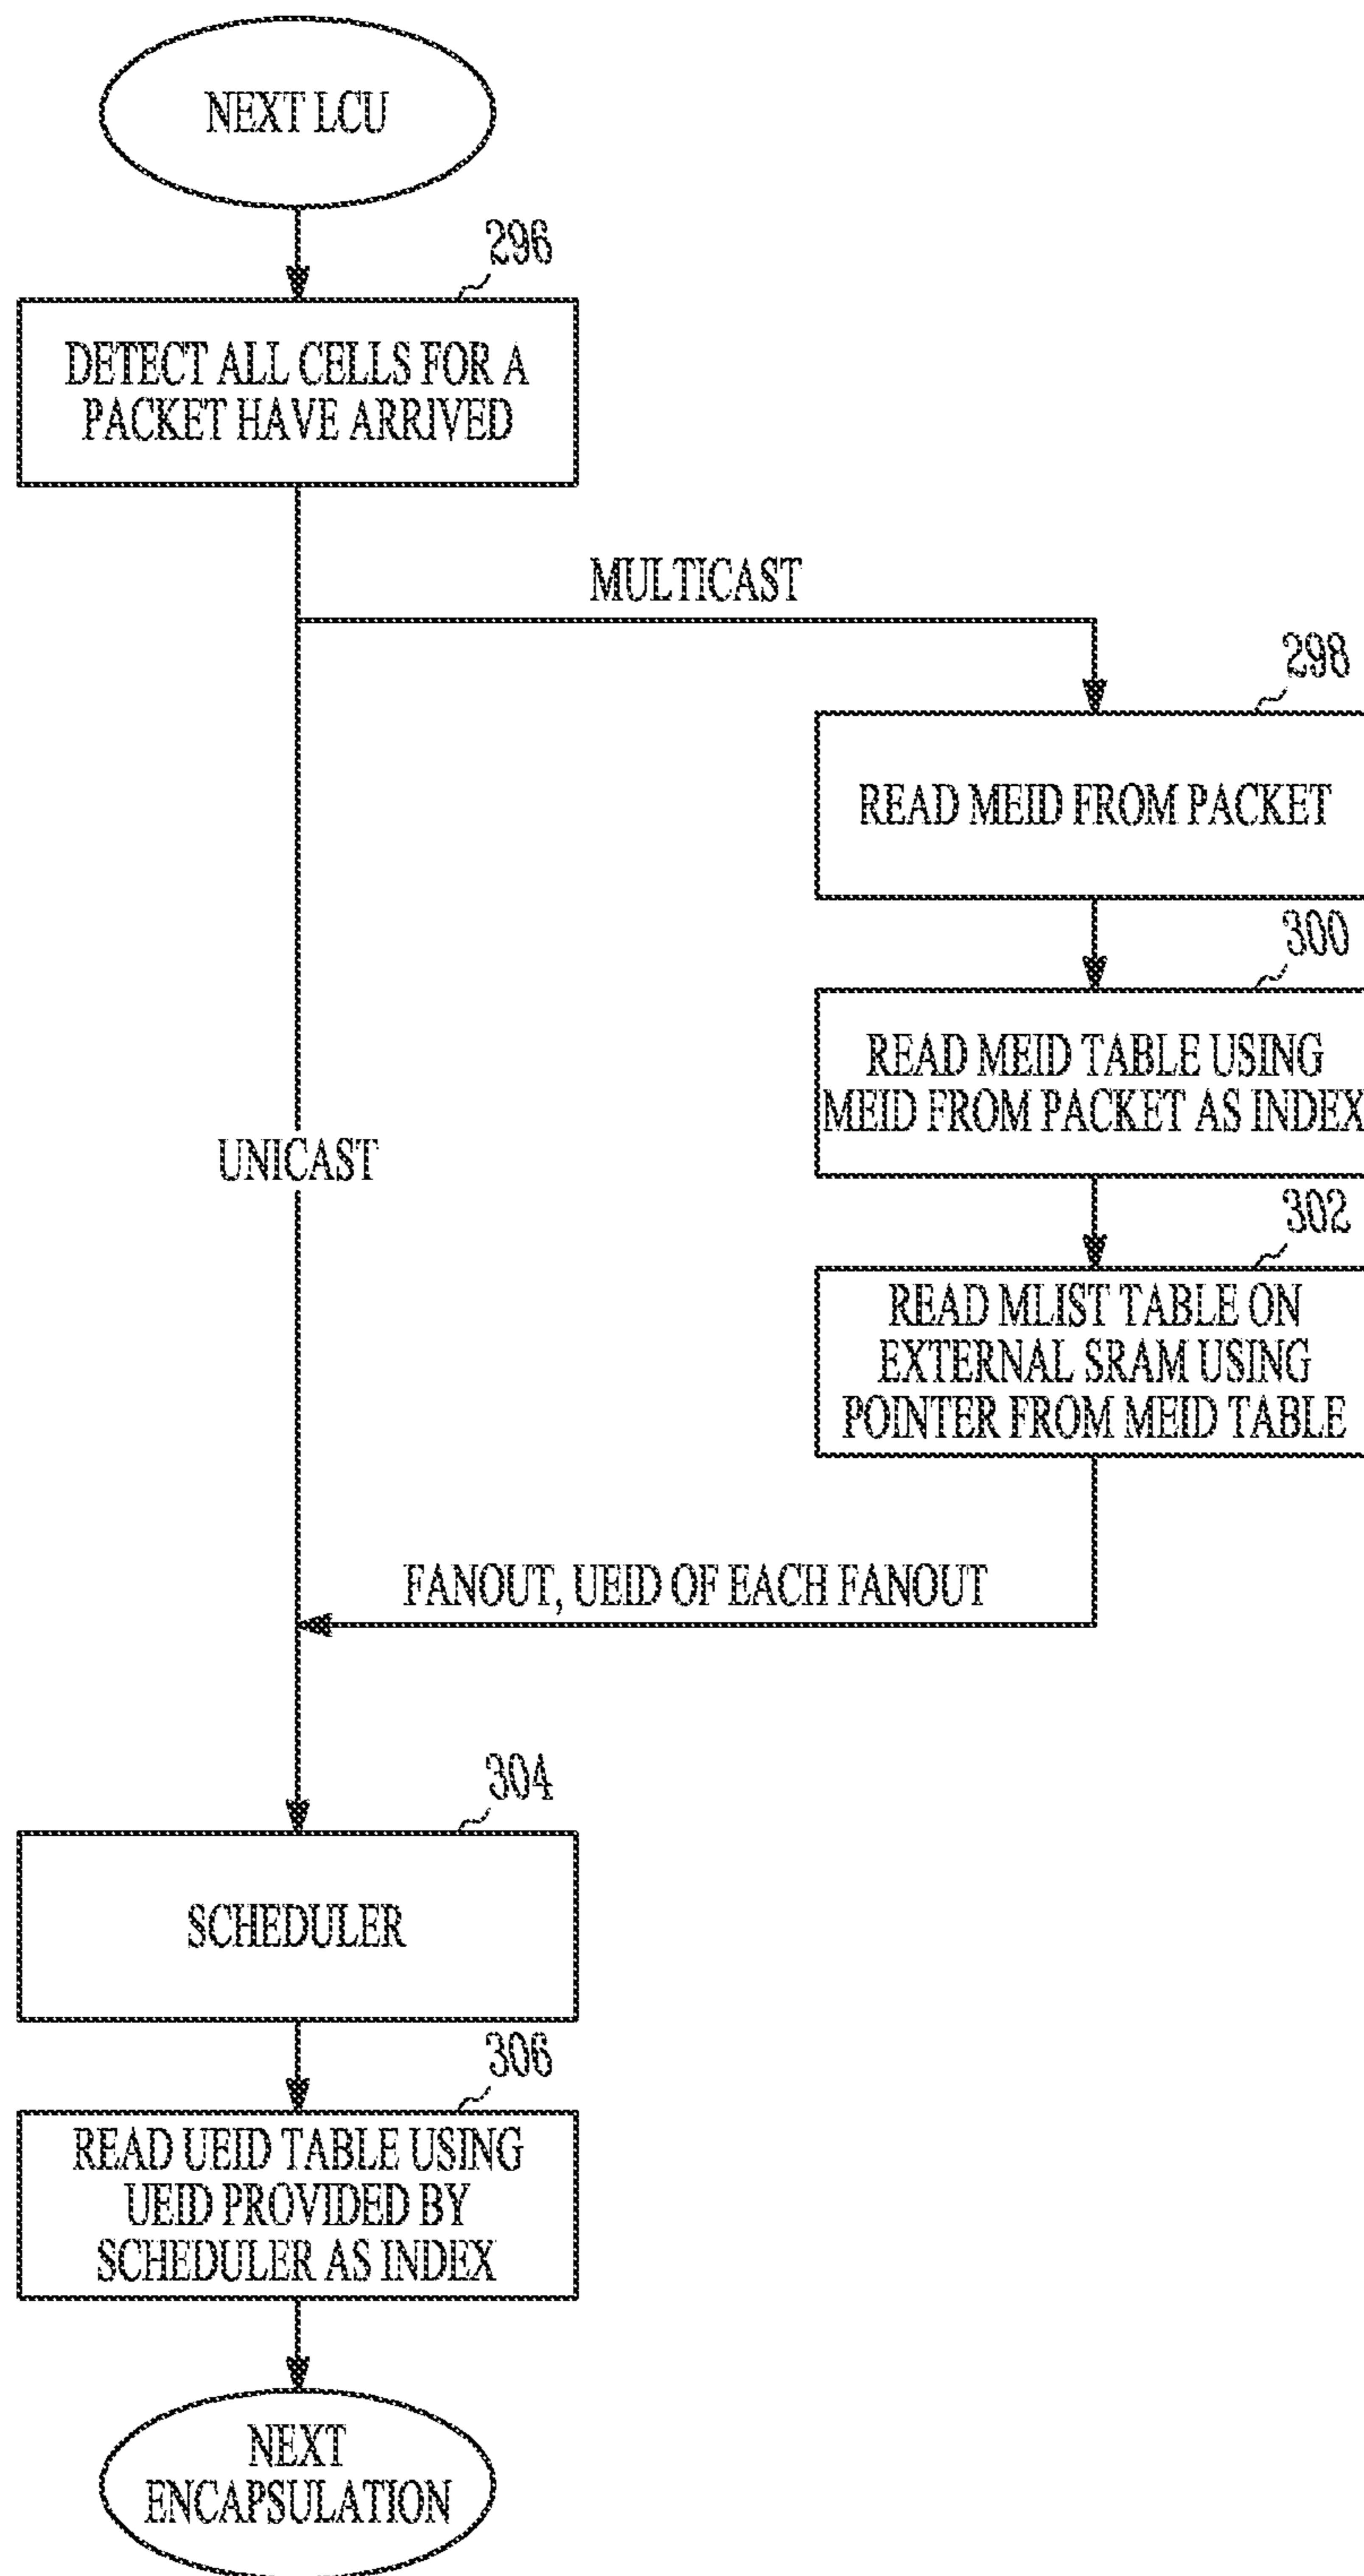 NEXT LCU
296
DETECT ALL CELLS FOR A
PACKET HAVE ARRIVED
MULTICAST
298
READ MEID FROM PACKET
300
READ MEID TABLE USING
MEID FROM PACKET AS INDEX
UNICAST
302
READ MLIST TABLE ON
EXTERNAL SRAM USING
POINTER FROM MEID TABLE
FANOUT, UEID OF EACH FANOUT
304
SCHEDULER
306
READ UEID TABLE USING
UEID PROVIDED BY
SCHEDULER AS INDEX
NEXT
ENCAPSULATION